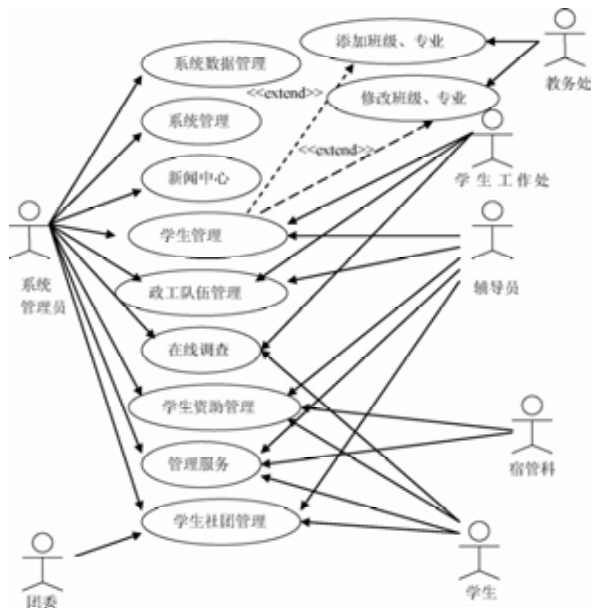 添加班级、专业
系统数据管理
教务处
<<extend>>
修改班级、专业
系统管理
<<extend>>
新闻中心
学生工作处
学生管理
系统
管理员
政工队伍管理
辅导员
在线调查
学生资助管理
宿管科
管理服务
学生社团管理
团委
学生